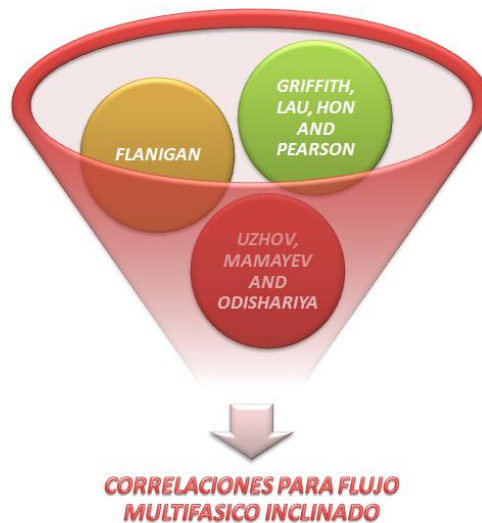 GRIFFITH,
LAU, HON
AND
PEARSON
FLANIGAN
UZHOV,
MAMAYEV
AND
ODISHARIYA
CORRELACIONES PARA FLUJO
MULTIFASICO INCLINADO